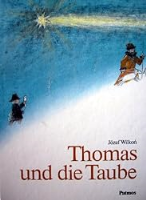 Józef Wilkoń
Thomas
und die Taube
Patmos